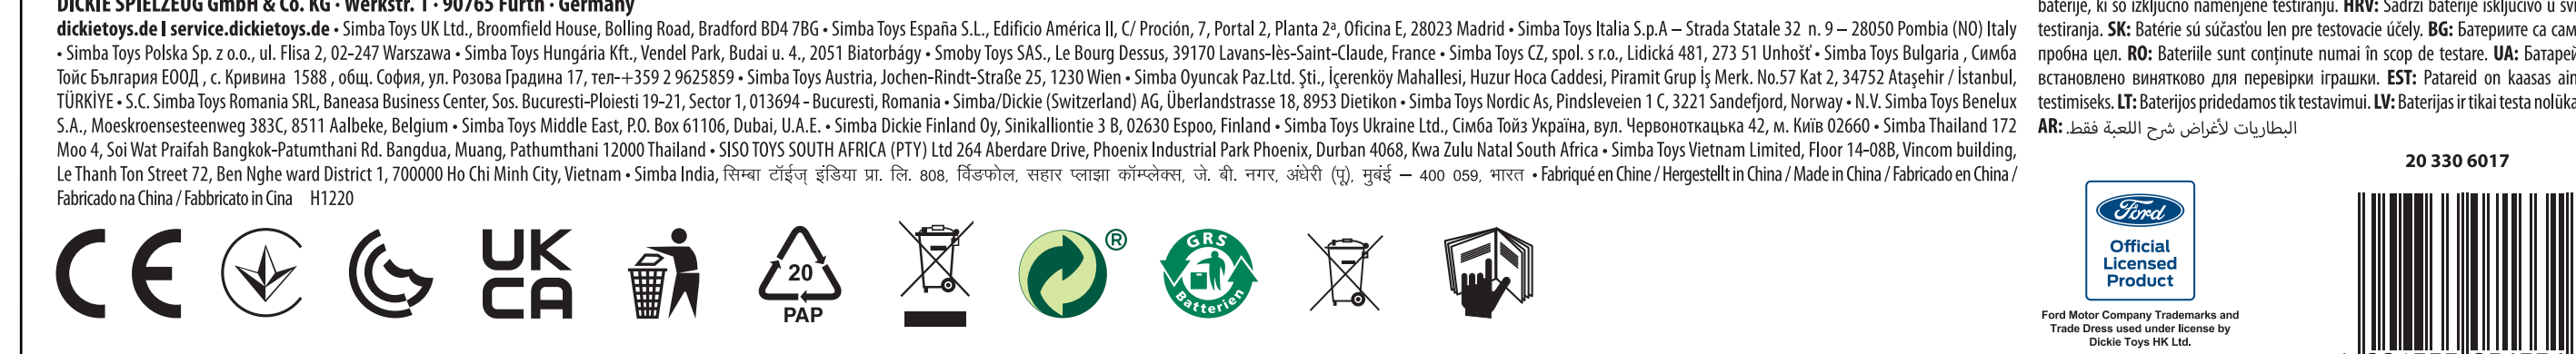 DICKIE SPIELZEUG GmbH & Co. KG · Werkstr. 1 · 90765 Fürth · Germany
dickietoys.de I service.dickietoys.de • Simba Toys UK Ltd., Broomfield House, Bolling Road, Bradford BD4 7BG • Simba Toys España S.L., Edificio América II, C/ Proción, 7, Portal 2, Planta 2ª, Oficina E, 28023 Madrid • Simba Toys Italia S.p.A – Strada Statale 32 n. 9 – 28050 Pombia (NO) Italy
• Simba Toys Polska Sp. z o.o., ul. Flisa 2, 02-247 Warszawa • Simba Toys Hungária Kft., Vendel Park, Budai u. 4., 2051 Biatorbágy • Smoby Toys SAS., Le Bourg Dessus, 39170 Lavans-lès-Saint-Claude, France • Simba Toys CZ, spol. s r.o., Lidická 481, 273 51 Unhošť • Simba Toys Bulgaria , Симба
Тойс България ЕООД , с. Кривина 1588 , общ. София, ул. Розова Градина 17, тел-+359 2 9625859 • Simba Toys Austria, Jochen-Rindt-Straße 25, 1230 Wien • Simba Oyuncak Paz.Ltd. Şti., İçerenköy Mahallesi, Huzur Hoca Caddesi, Piramit Grup İş Merk. No.57 Kat 2, 34752 Ataşehir / İstanbul,
TÜRKİYE • S.C. Simba Toys Romania SRL, Baneasa Business Center, Sos. Bucuresti-Ploiesti 19-21, Sector 1, 013694 - Bucuresti, Romania • Simba/Dickie (Switzerland) AG, Überlandstrasse 18, 8953 Dietikon • Simba Toys Nordic As, Pindsleveien 1 C, 3221 Sandefjord, Norway • N.V. Simba Toys Benelux
S.A., Moeskroensesteenweg 383C, 8511 Aalbeke, Belgium • Simba Toys Middle East, P.O. Box 61106, Dubai, U.A.E. • Simba Dickie Finland Oy, Sinikalliontie 3 B, 02630 Espoo, Finland • Simba Toys Ukraine Ltd., Сімба Тойз Україна, вул. Червоноткацька 42, м. Київ 02660 • Simba Thailand 172
Moo 4, Soi Wat Praifah Bangkok-Patumthani Rd. Bangdua, Muang, Pathumthani 12000 Thailand • SISO TOYS SOUTH AFRICA (PTY) Ltd 264 Aberdare Drive, Phoenix Industrial Park Phoenix, Durban 4068, Kwa Zulu Natal South Africa • Simba Toys Vietnam Limited, Floor 14-08B, Vincom building,
Le Thanh Ton Street 72, Ben Nghe ward District 1, 700000 Ho Chi Minh City, Vietnam • Simba India, सिम्बा टॉईज् इंडिया प्रा. लि. 808, विंडफोल, सहार प्लाझा कॉम्प्लेक्स, जे. बी. नगर, अंधेरी (पू), मुंबई – 400 059, भारत • Fabriqué en Chine / Hergestellt in China / Made in China / Fabricado en China /
Fabricado na China / Fabbricato in Cina H1220
CE
UK
CA
20
PAP
®
GRS
Batterien
baterije, ki so izključno namenjene testiranju. HRV: Sadrži baterije isključivo u
testiranja. SK: Batérie sú súčasťou len pre testovacie účely. BG: Батериите са сам
пробна цел. RO: Bateriile sunt conținute numai în scop de testare. UA: Батарей
встановлено винятково для перевірки іграшки. EST: Patareid on kaasas ain
testimiseks. LT: Baterijos pridedamos tik testavimui. LV: Baterijas ir tikai testa nolūka
AR: البطاريات لأغراض شرح اللعبة فقط.
20 330 6017
Ford
Official
Licensed
Product
Ford Motor Company Trademarks and
Trade Dress used under license by
Dickie Toys HK Ltd.